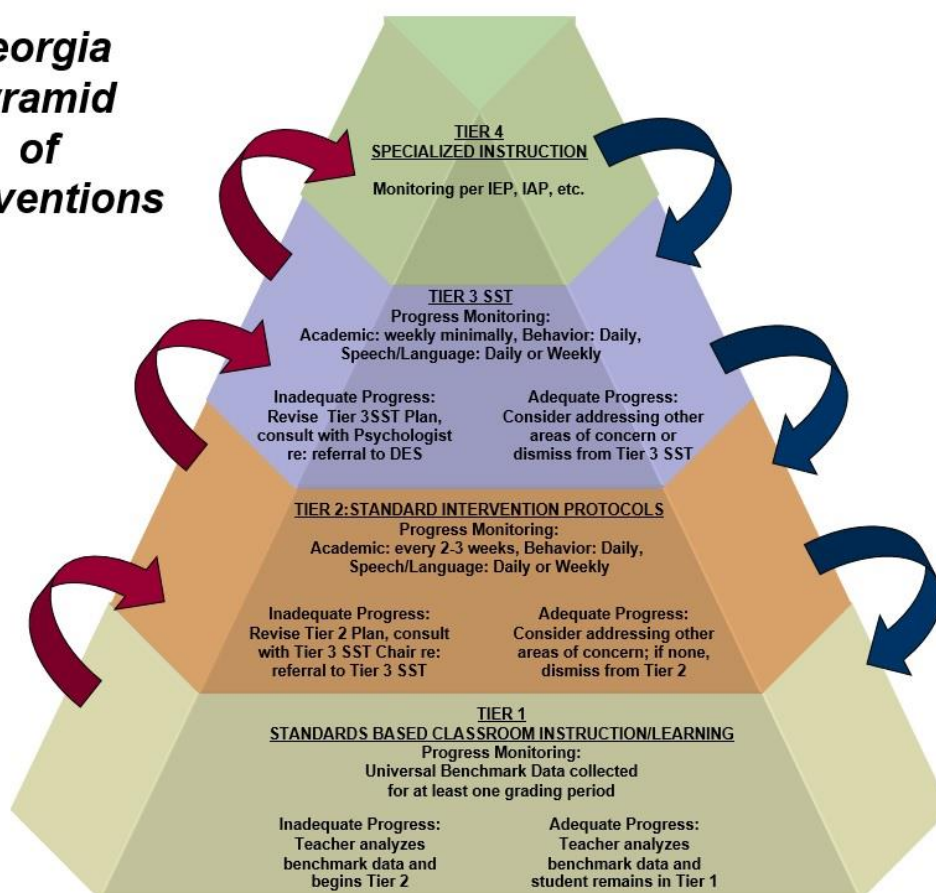 eorgia
ramid
of
ventions
TIER 4
SPECIALIZED INSTRUCTION
Monitoring per IEP, IAP, etc.
TIER 3 SST
Progress Monitoring:
Academic: weekly minimally, Behavior: Daily,
Speech/Language: Daily or Weekly
Inadequate Progress:
Revise Tier 3SST Plan,
consult with Psychologist
re: referral to DES
Adequate Progress:
Consider addressing other
areas of concern or
dismiss from Tier 3 SST
TIER 2:STANDARD INTERVENTION PROTOCOLS
Progress Monitoring:
Academic: every 2-3 weeks, Behavior: Daily,
Speech/Language: Daily or Weekly
Inadequate Progress:
Revise Tier 2 Plan, consult
with Tier 3 SST Chair re:
referral to Tier 3 SST
Adequate Progress:
Consider addressing other
areas of concern; if none,
dismiss from Tier 2
TIER 1
STANDARDS BASED CLASSROOM INSTRUCTION/LEARNING
Progress Monitoring:
Universal Benchmark Data collected
for at least one grading period
Inadequate Progress:
Teacher analyzes
benchmark data and
begins Tier 2
Adequate Progress:
Teacher analyzes
benchmark data and
student remains in Tier 1